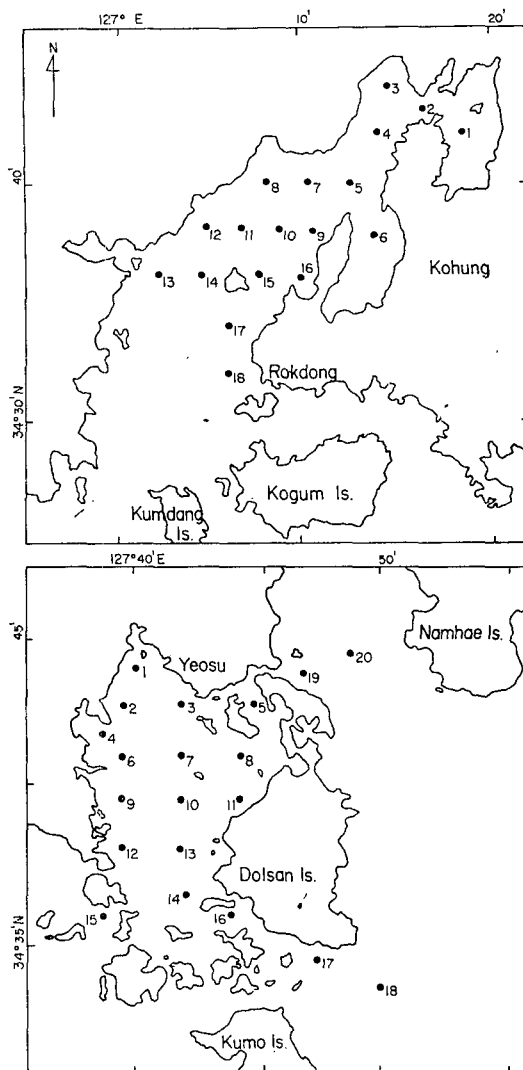 127° E 10' 20'
N
3
2
4 1
40'
8 7 5
12 11 10 9 6
13 14 15 16 Kohung
17
Rokdong
18
34°30'N
Kogum Is.
Kumdang
Is.
127°40'E 50'
45'
Namhae Is.
Yeosu 20
1 19
2 3 5
4
6 7 8
9 10 11
12 13
Dolsan Is.
14
15 16
34°35'N
17
18
Kumo Is.